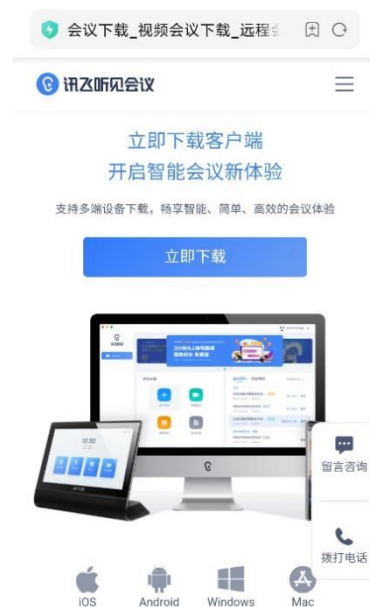 会议下载_视频会议下载_远程
讯飞听见会议
立即下载客户端
开启智能会议新体验
支持多端设备下载，畅享智能、简单、高效的会议体验
立即下载
10:30
留言咨询
拨打电话
iOS
Android
Windows
Mac